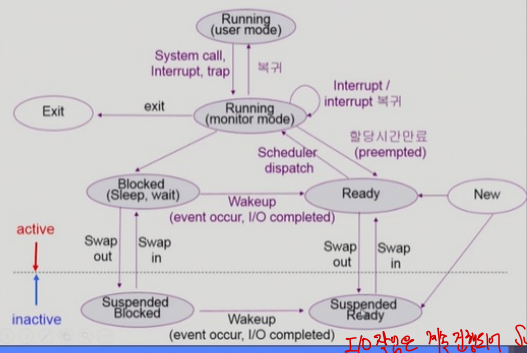 Running
(user mode)
System call,
Interrupt, trap
복귀
Interrupt /
interrupt 복귀
Exit
exit
Running
(monitor mode)
할당시간만료
(preempted)
Scheduler
dispatch
Blocked
(Sleep, wait)
Wakeup
(event occur, I/O completed)
Ready
New
active
Swap
out
Swap
in
Swap
out
Swap
in
inactive
Suspended
Blocked
Wakeup
(event occur, I/O completed)
Suspended
Ready
I/O 작업은 계속 진행되어